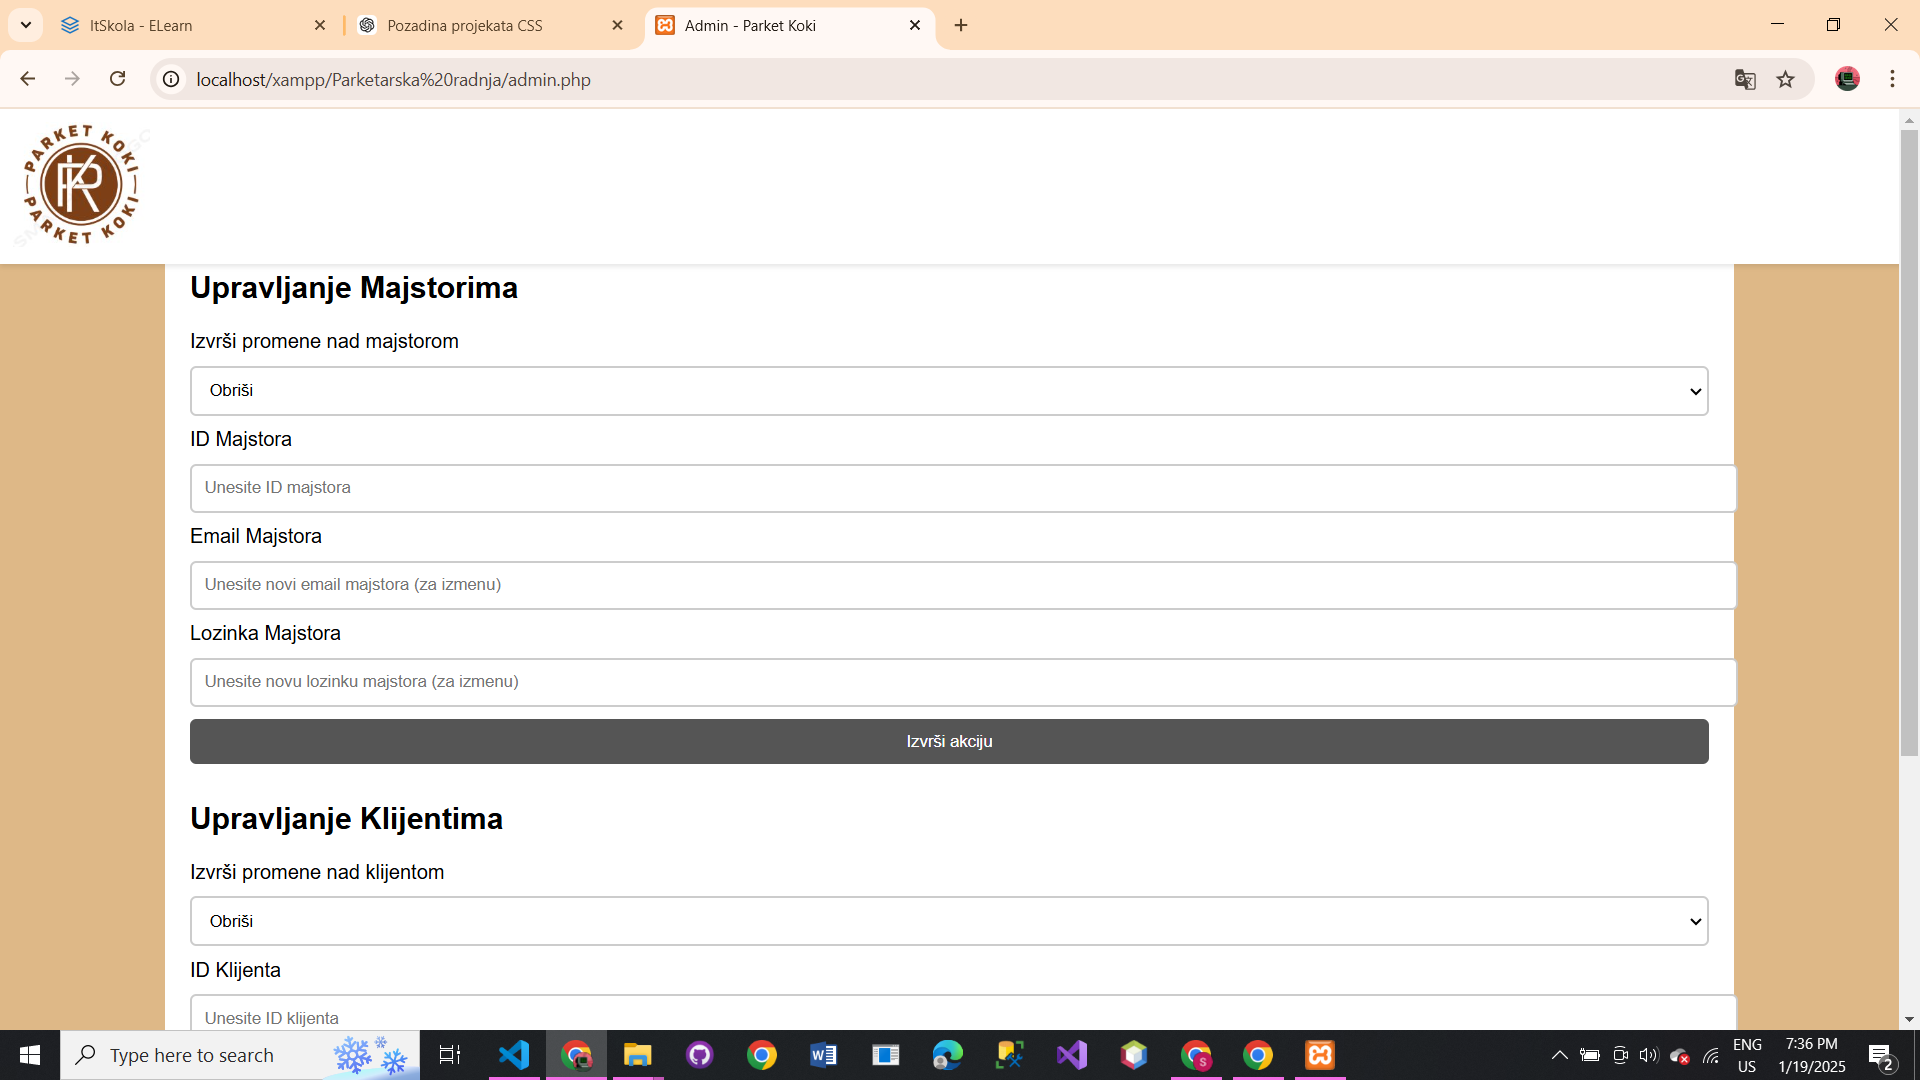 ItSkola - ELearn
Pozadina projekata CSS
Admin - Parket Koki
localhost/xampp/Parketarska%20radnja/admin.php
PARKET KOKI
PARKET KOKI
Upravljanje Majstorima
Izvrši promene nad majstorom
Obriši
ID Majstora
Unesite ID majstora
Email Majstora
Unesite novi email majstora (za izmenu)
Lozinka Majstora
Unesite novu lozinku majstora (za izmenu)
Izvrši akciju
Upravljanje Klijentima
Izvrši promene nad klijentom
Obriši
ID Klijenta
Unesite ID klijenta
Type here to search
ENG
US
7:36 PM
1/19/2025
2